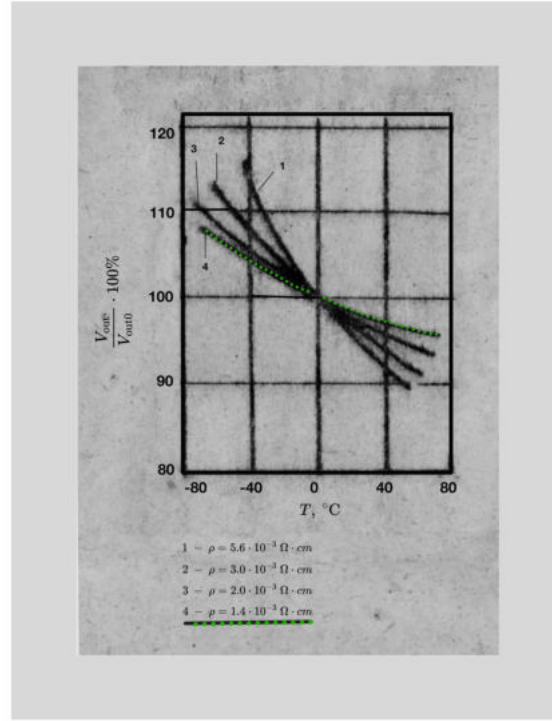 120
3
2
1
110
4
100
90
80
-80
-40
0
40
80
V_out / V_out0 · 100%
T, °C
1 – ρ = 5.6 · 10⁻³ Ω · cm
2 – ρ = 3.0 · 10⁻³ Ω · cm
3 – ρ = 2.0 · 10⁻³ Ω · cm
4 – ρ = 1.4 · 10⁻³ Ω · cm